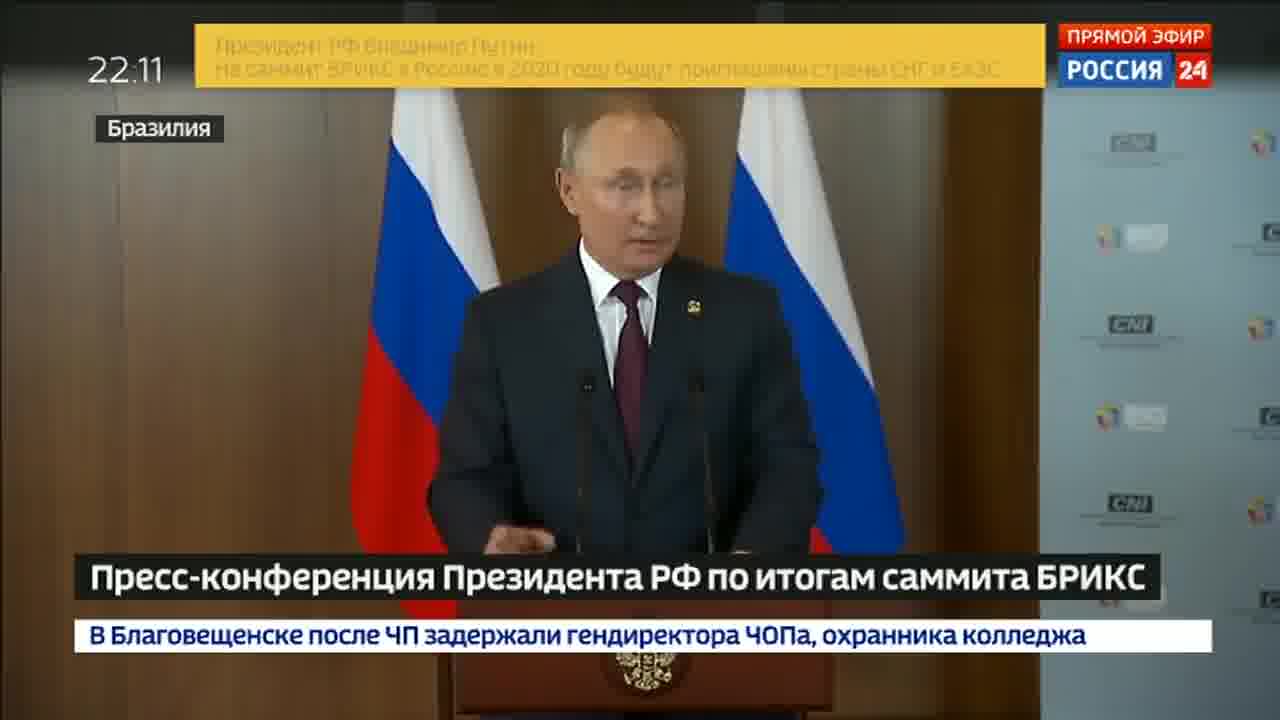 22:11
Президент РФ Владимир Путин:
На саммит БРИКС в России в 2020 году будут приглашены страны СНГ и ЕАЭС
ПРЯМОЙ ЭФИР
РОССИЯ 24
Бразилия
CNI
CNI
CNI
Пресс-конференция Президента РФ по итогам саммита БРИКС
В Благовещенске после ЧП задержали гендиректора ЧОПа, охранника колледжа